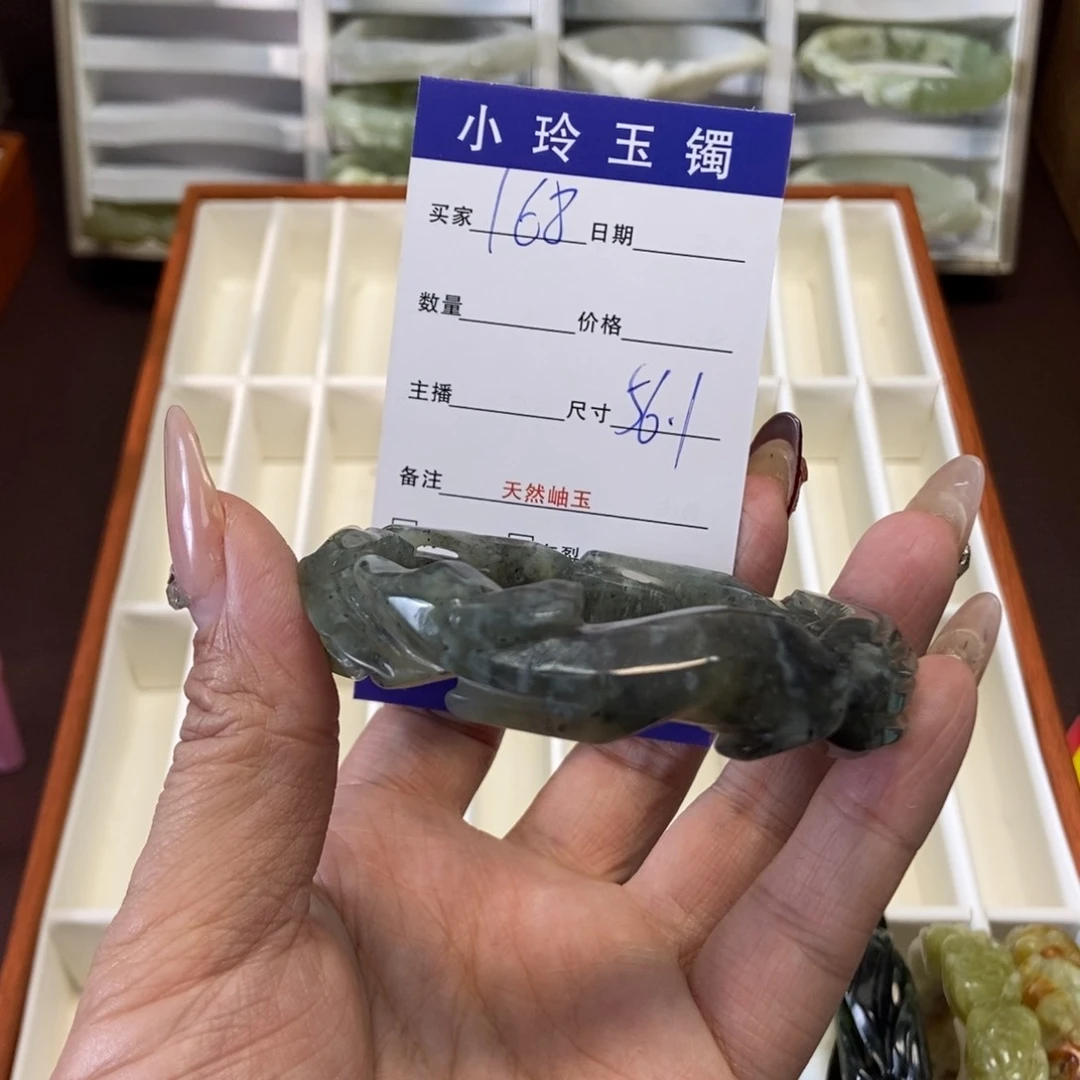 小玲玉镯
买家 168 日期
数量 价格
主播 尺寸 56.1
备注 天然岫玉
裂